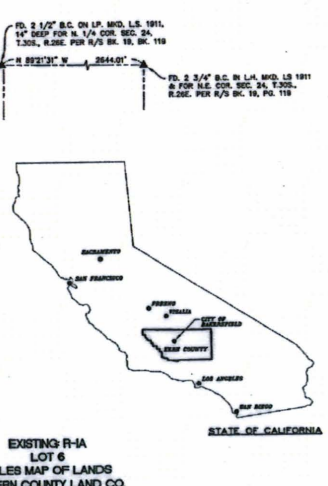 FD. 2 1/2" B.C. ON I.P. MKD. L.S. 1911,
14" DEEP FOR N. 1/4 COR. SEC. 24,
T.30S., R.26E. PER R/S BK. 19, BK. 119
N 89°21'31" W 2644.01'
FD. 2 3/4" B.C. IN L.H. MKD. LS 1911
& FOR N.E. COR. SEC. 24, T.30S.,
R.26E. PER R/S BK. 19, PG. 119
SACRAMENTO
SAN FRANCISCO
FRESNO
VISALIA
CITY OF
BAKERSFIELD
KERN COUNTY
LOS ANGELES
SAN DIEGO
STATE OF CALIFORNIA
EXISTING: R-1A
LOT 6
LES MAP OF LANDS
ERN COUNTY LAND CO.